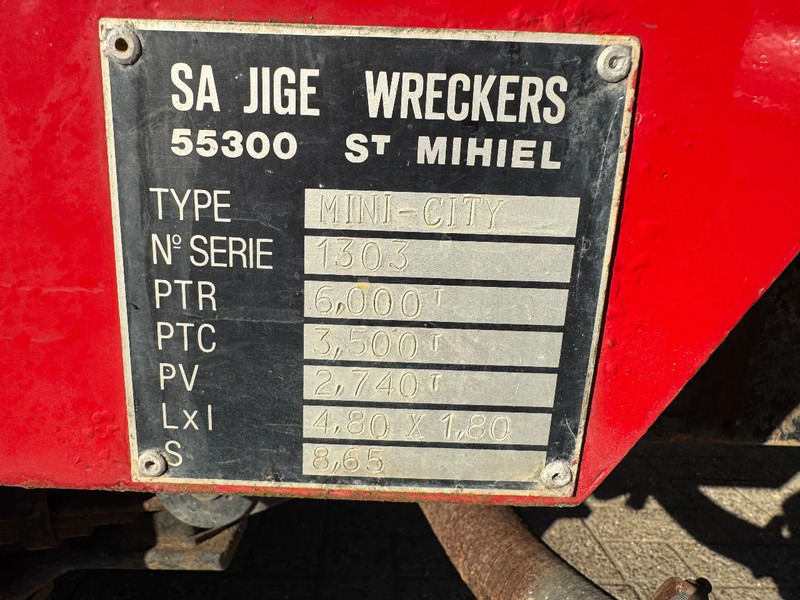 SA JIGE WRECKERS
55300 ST MIHIEL
TYPE MINI-CITY
Nº SERIE 1303
PTR 6,000 T
PTC 3,500 T
PV 2,740 T
L x l 4,80 X 1,80
S 8,65